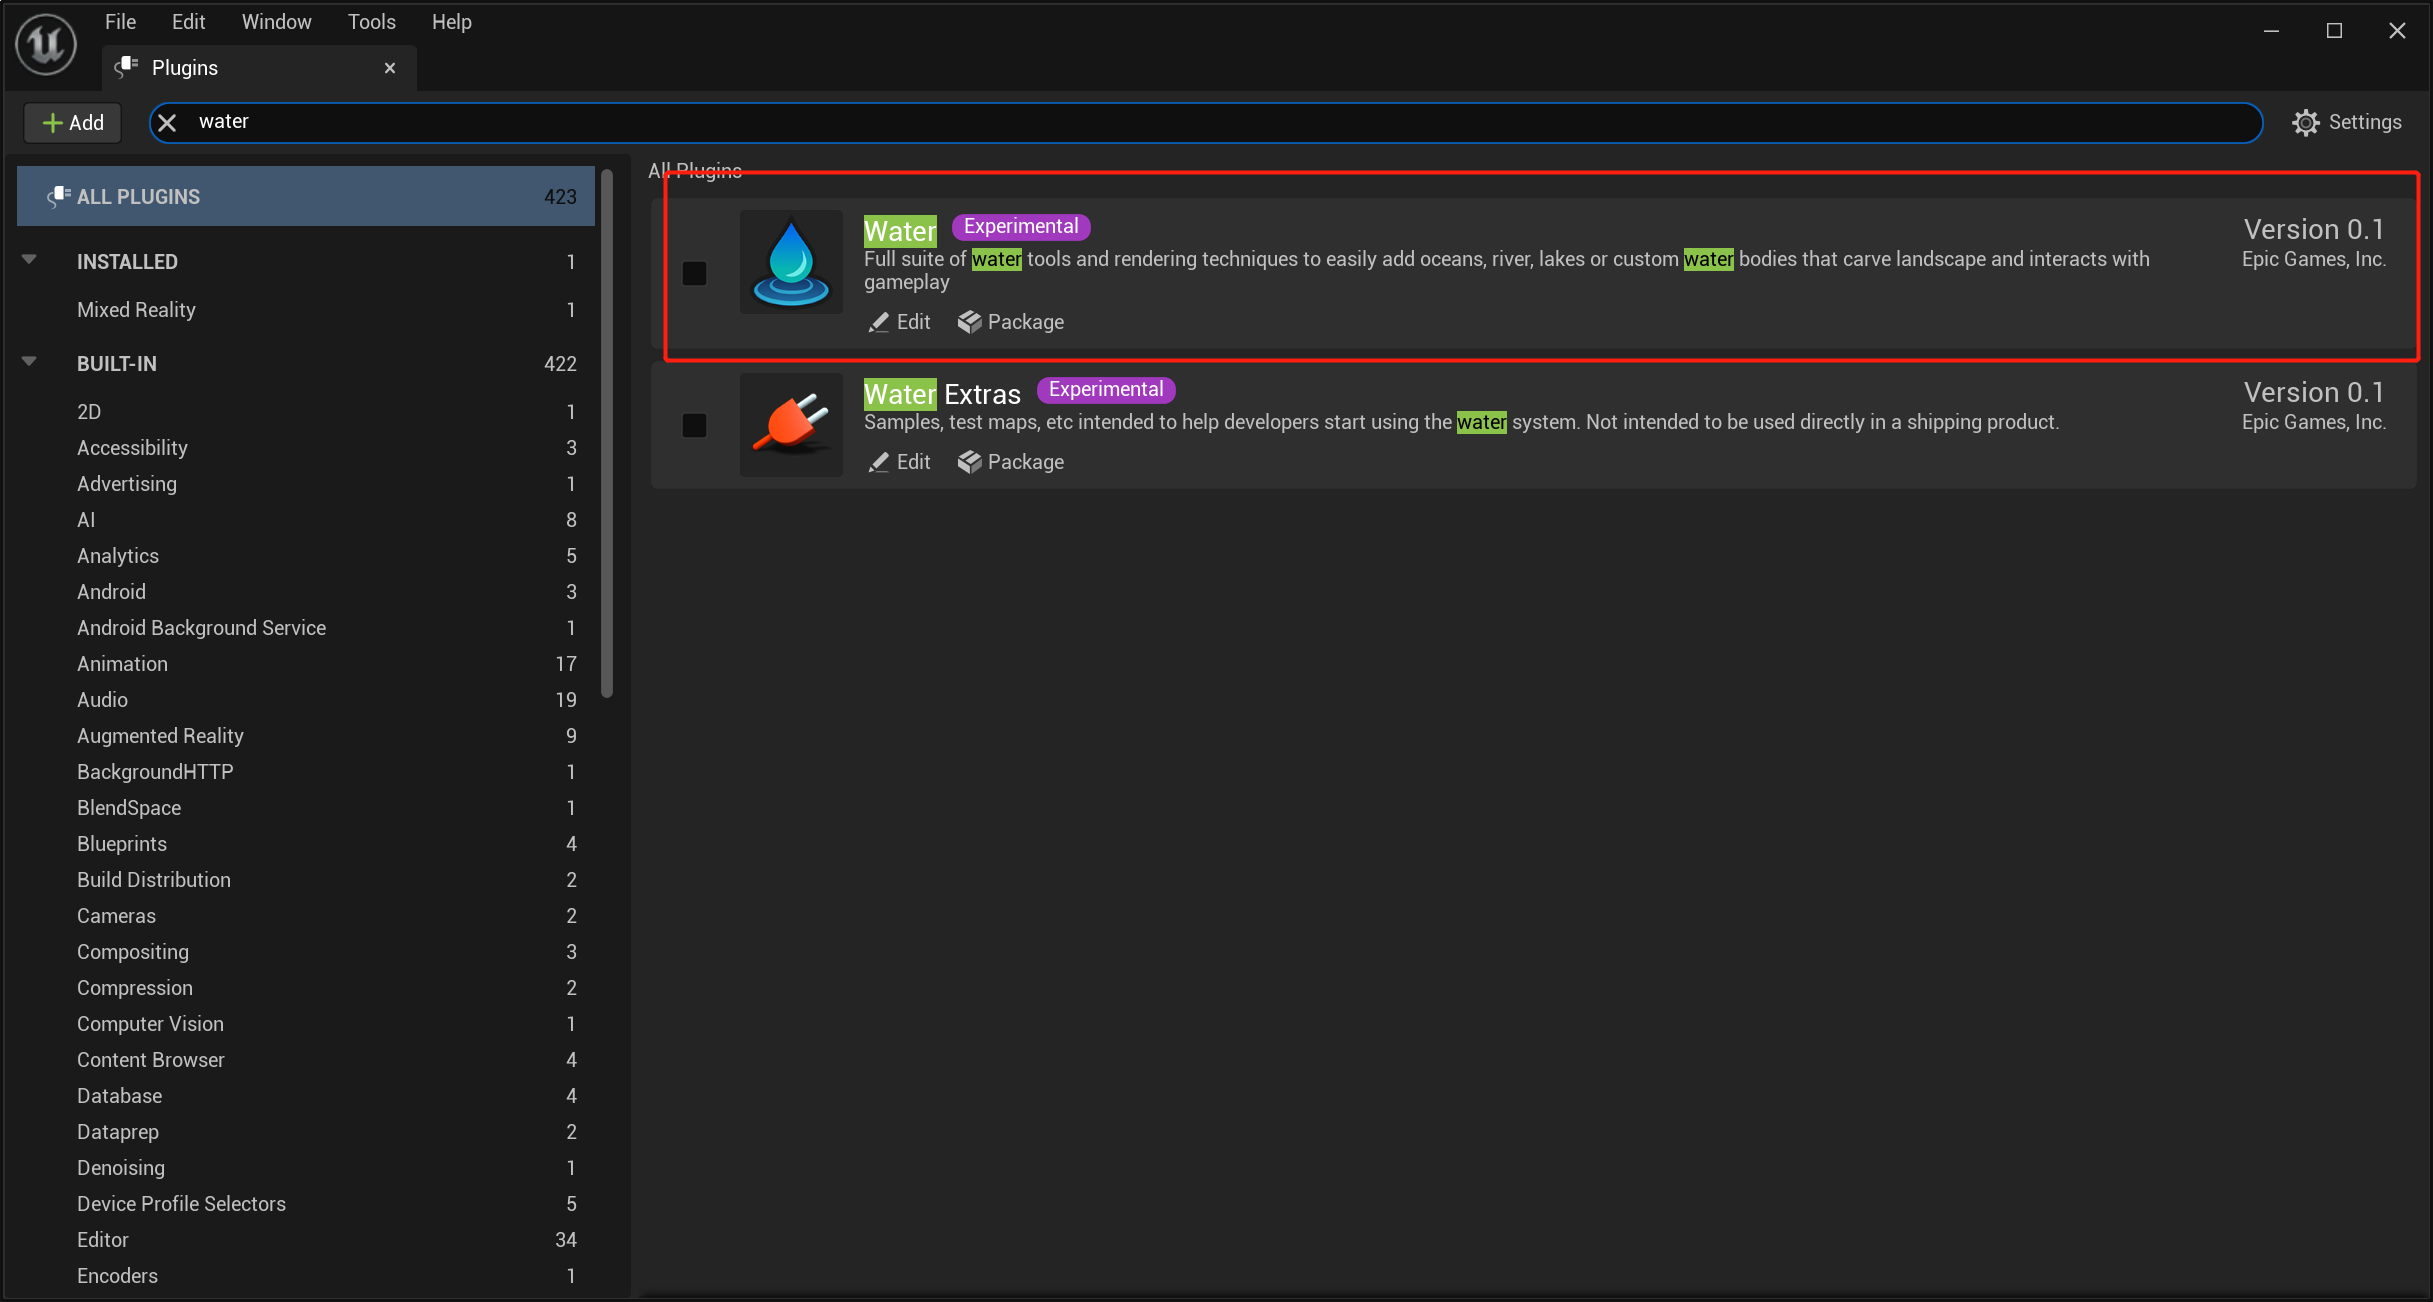 File Edit Window Tools Help
Plugins
Add water Settings
ALL PLUGINS 423
INSTALLED 1
Mixed Reality 1
BUILT-IN 422
2D 1
Accessibility 3
Advertising 1
AI 8
Analytics 5
Android 3
Android Background Service 1
Animation 17
Audio 19
Augmented Reality 9
BackgroundHTTP 1
BlendSpace 1
Blueprints 4
Build Distribution 2
Cameras 2
Compositing 3
Compression 2
Computer Vision 1
Content Browser 4
Database 4
Dataprep 2
Denoising 1
Device Profile Selectors 5
Editor 34
Encoders 1
All Plugins
Water Experimental Version 0.1
Full suite of water tools and rendering techniques to easily add oceans, river, lakes or custom water bodies that carve landscape and interacts with Epic Games, Inc.
gameplay
Edit Package
Water Extras Experimental Version 0.1
Samples, test maps, etc intended to help developers start using the water system. Not intended to be used directly in a shipping product. Epic Games, Inc.
Edit Package